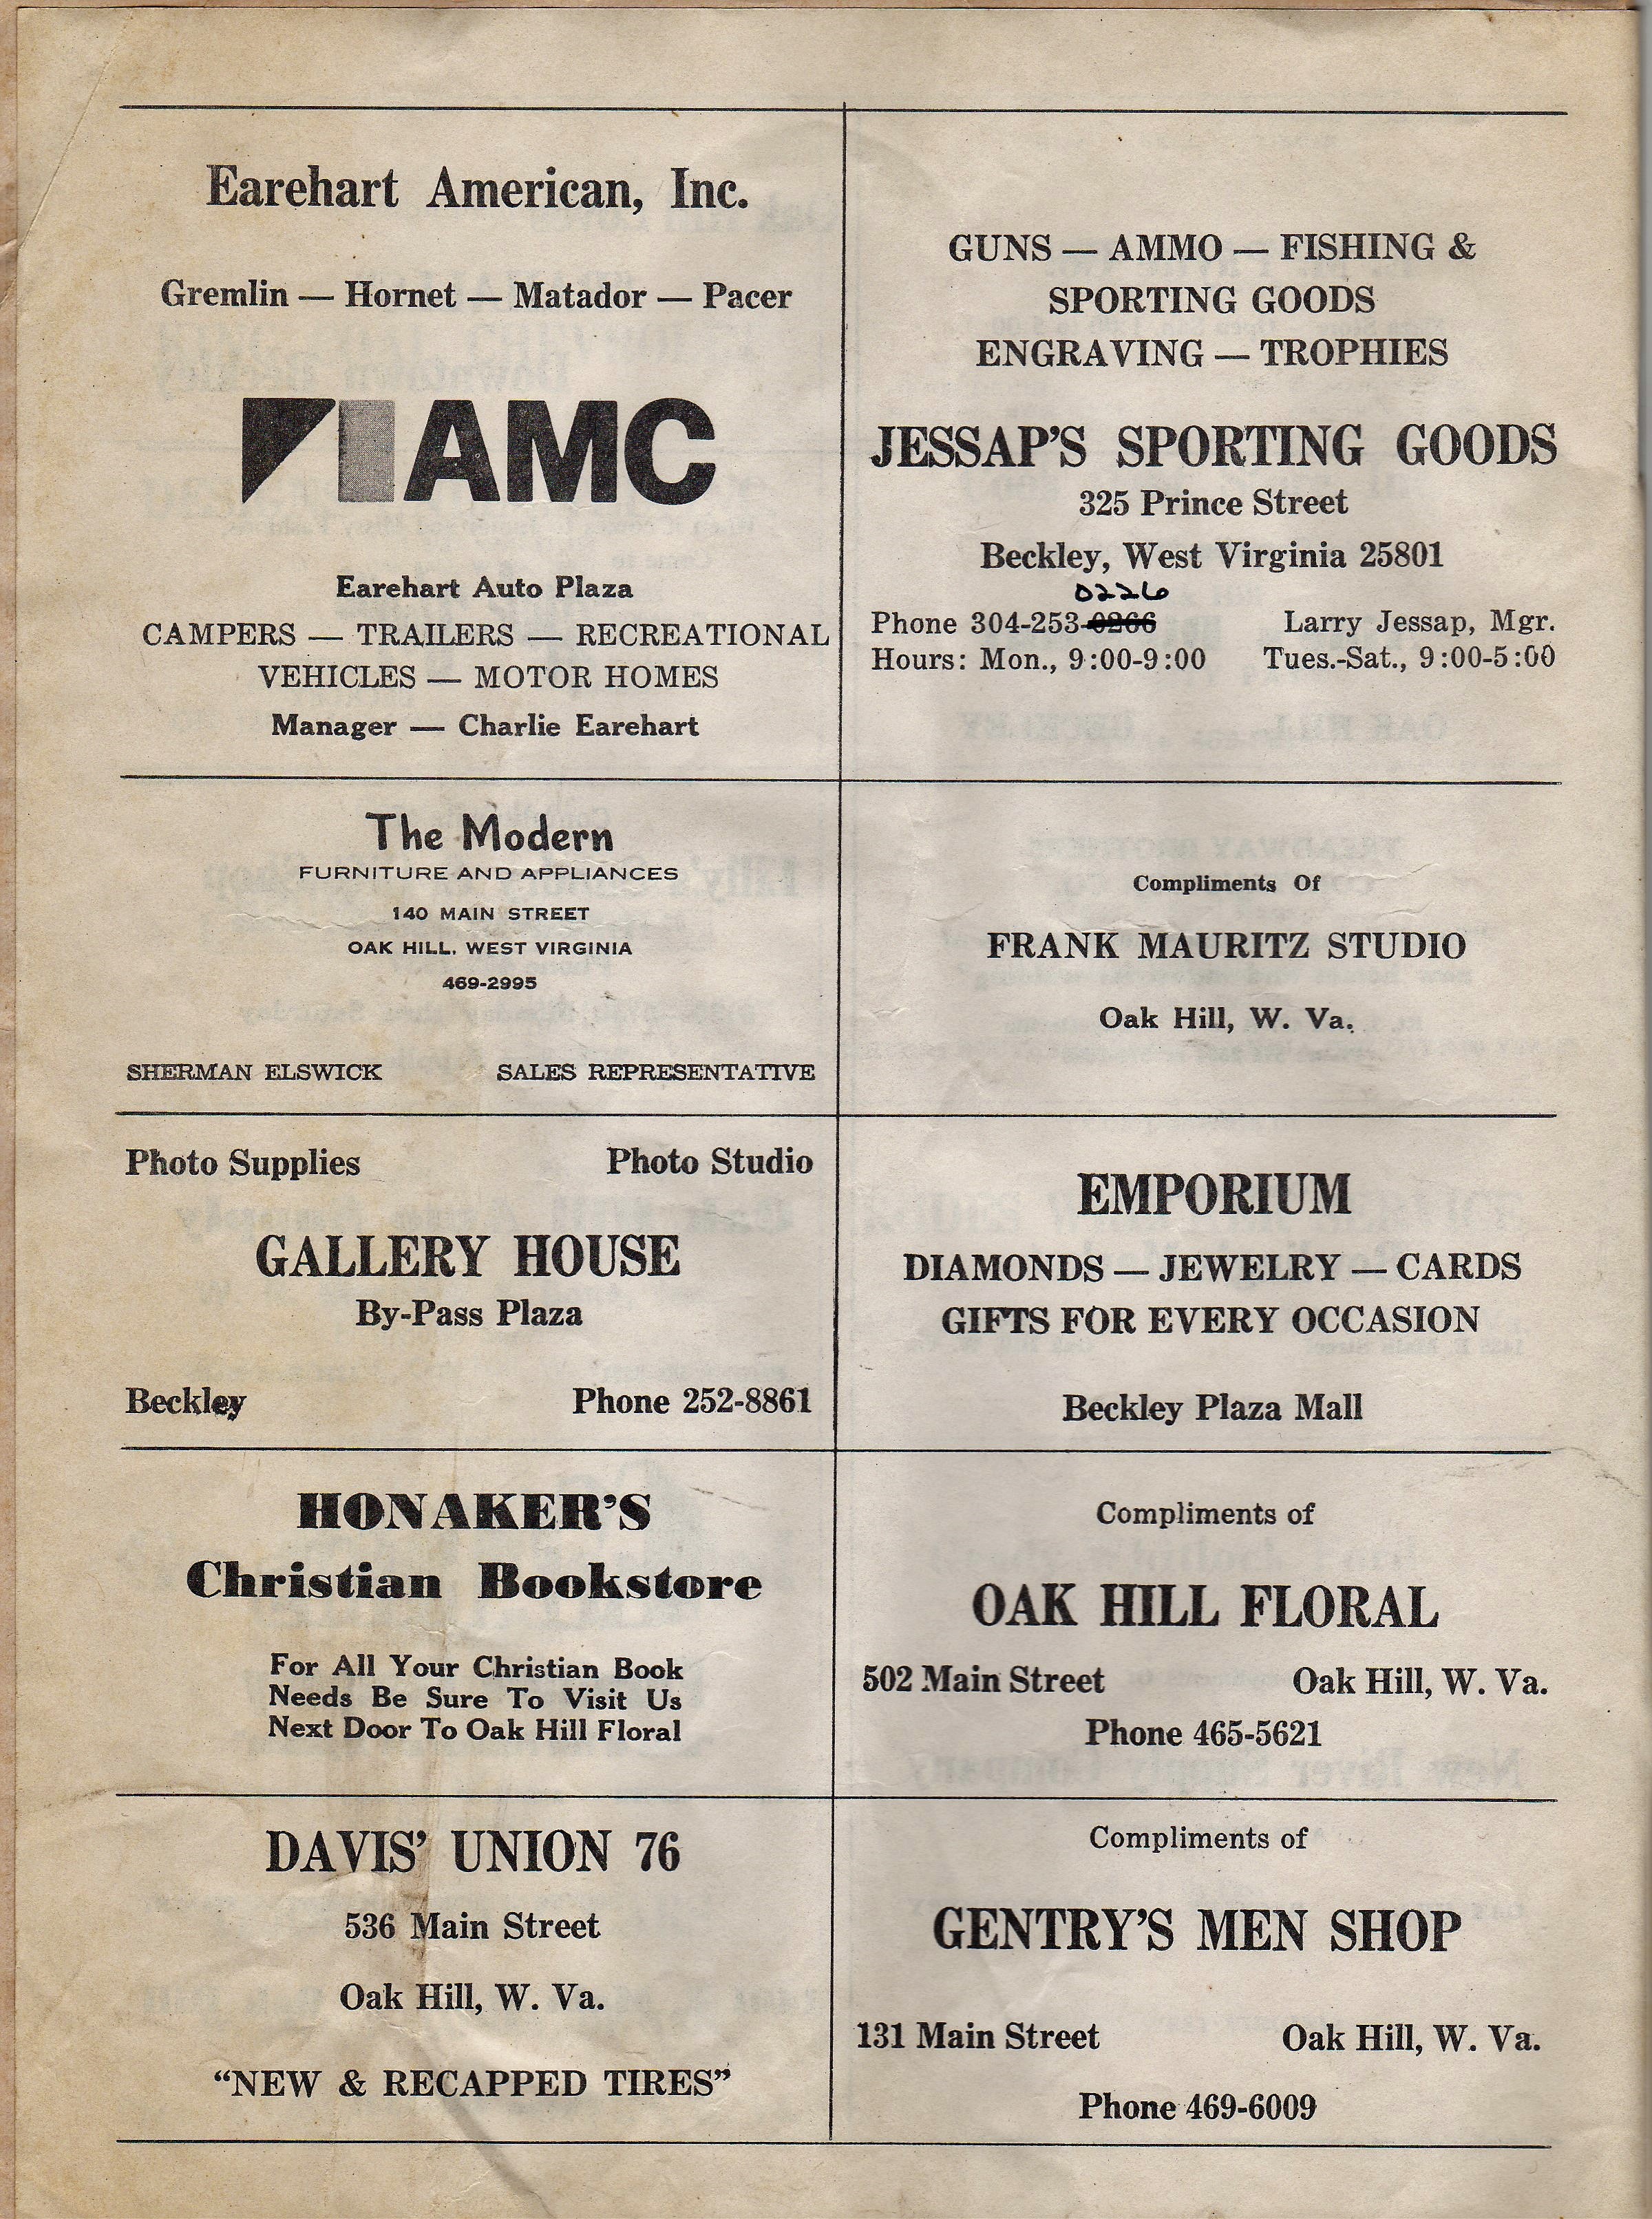 Earehart American, Inc.
Gremlin — Hornet — Matador — Pacer
AMC
Earehart Auto Plaza
CAMPERS — TRAILERS — RECREATIONAL
VEHICLES — MOTOR HOMES
Manager — Charlie Earehart
GUNS — AMMO — FISHING &
SPORTING GOODS
ENGRAVING — TROPHIES
JESSAP'S SPORTING GOODS
325 Prince Street
Beckley, West Virginia 25801
0226
Phone 304-253-0266 Larry Jessap, Mgr.
Hours: Mon., 9:00-9:00 Tues.-Sat., 9:00-5:00
The Modern
FURNITURE AND APPLIANCES
140 MAIN STREET
OAK HILL, WEST VIRGINIA
469-2995
SHERMAN ELSWICK SALES REPRESENTATIVE
Compliments Of
FRANK MAURITZ STUDIO
Oak Hill, W. Va.
Photo Supplies Photo Studio
GALLERY HOUSE
By-Pass Plaza
Beckley Phone 252-8861
EMPORIUM
DIAMONDS — JEWELRY — CARDS
GIFTS FOR EVERY OCCASION
Beckley Plaza Mall
HONAKER'S
Christian Bookstore
For All Your Christian Book
Needs Be Sure To Visit Us
Next Door To Oak Hill Floral
Compliments of
OAK HILL FLORAL
502 Main Street Oak Hill, W. Va.
Phone 465-5621
DAVIS' UNION 76
536 Main Street
Oak Hill, W. Va.
"NEW & RECAPPED TIRES"
Compliments of
GENTRY'S MEN SHOP
131 Main Street Oak Hill, W. Va.
Phone 469-6009